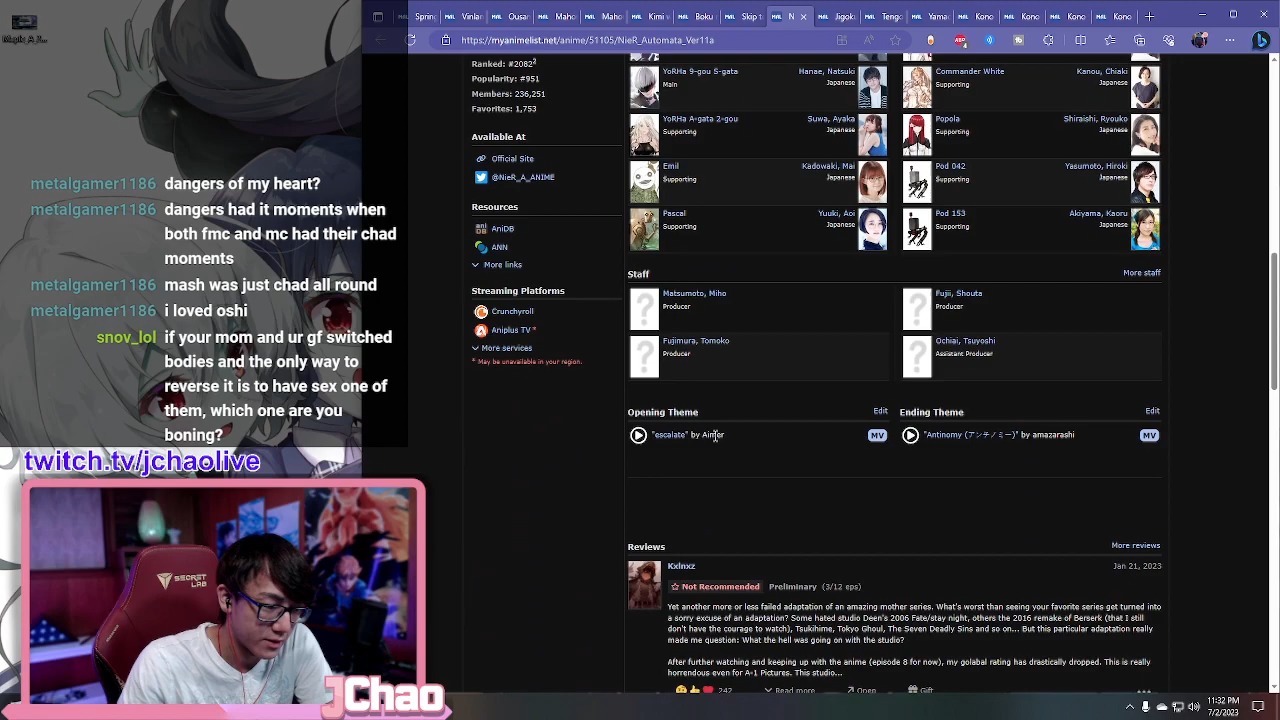 Spri
https://myanimelist.net/anime/51105/NieR_Automata_Ver11a
metalgamer1186 dangers of my heart?
metalgamer1186 dangers had it moments when
both fmc and mc had their chad
moments
metalgamer1186 mash was just chad all round
metalgamer1186 i loved oshi
snov_lol if your mom and ur gf switched
bodies and the only way to
reverse it is to have sex one of
them, which one are you
boning?
twitch.tv/jchaolive
SECRET
LAB
JChao
Ranked: #2082²
Popularity: #951
Members: 236,251
Favorites: 1,753
Available At
Official Site
@NieR_A_ANIME
Resources
AniDB
ANN
More links
Streaming Platforms
Crunchyroll
Aniplus TV *
More services
* May be unavailable in your region.
YoRHa 9-gou S-gata
Main
Hanae, Natsuki
Japanese
Commander White
Supporting
Kanou, Chiaki
Japanese
YoRHa A-gata 2-gou
Supporting
Suwa, Ayaka
Japanese
Popola
Supporting
Shiraishi, Ryouko
Japanese
Emil
Supporting
Kadowaki, Mai
Japanese
Pod 042
Supporting
Yasumoto, Hiroki
Japanese
Pascal
Supporting
Yuuki, Aoi
Japanese
Pod 153
Supporting
Akiyama, Kaoru
Japanese
Staff
More staff
Matsumoto, Miho
Producer
Fujii, Shouta
Producer
Fujinura, Tomoko
Producer
Ochiai, Tsuyoshi
Assistant Producer
Opening Theme
Edit
Ending Theme
Edit
"escalate" by Aimer
MV
"Antinomy (アンチノミー)" by amazarashi
MV
Reviews
More reviews
KxInxz
Jan 21, 2023
Not Recommended Preliminary (3/12 eps)
Yet another more or less failed adaptation of an amazing mother series. What's worst than seeing your favorite series get turned into
a sorry excuse of an adaptation? Some hated studio Deen's 2006 Fate/stay night, others the 2016 remake of Berserk (that I still
don't have the courage to watch), Tsukihime, Tokyo Ghoul, The Seven Deadly Sins and so on... But this particular adaptation really
made me question: What the hell was going on with the studio?
After further watching and keeping up with the anime (episode 8 for now), my golabal rating has drastically dropped. This is really
horrendous even for A-1 Pictures. This studio...
242
Gift
11:32 PM
7/2/2023